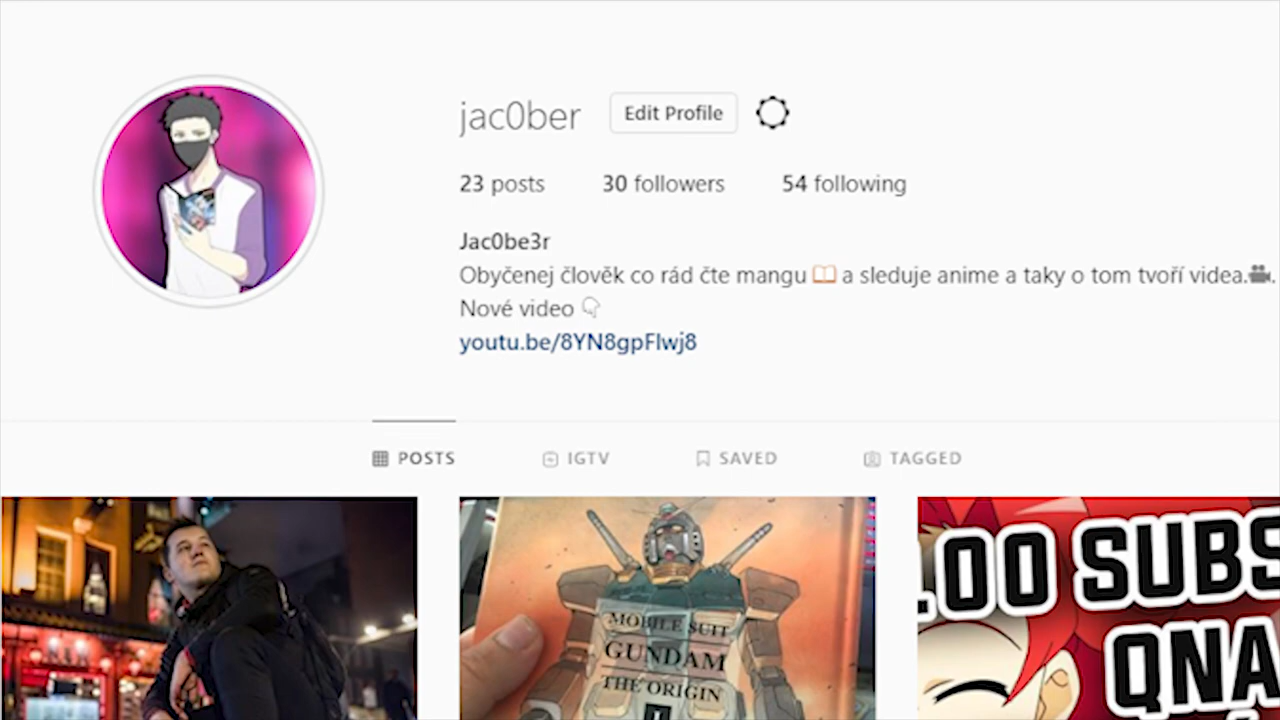 jac0ber Edit Profile
23 posts 30 followers 54 following
Jac0be3r
Obyčenej člověk co rád čte mangu 📖 a sleduje anime a taky o tom tvoří videa.🎥.
Nové video 👇
youtu.be/8YN8gpFlwj8
POSTS IGTV SAVED TAGGED
MOBILE SUIT
GUNDAM
THE ORIGIN
I
.00 SUBS
QNA